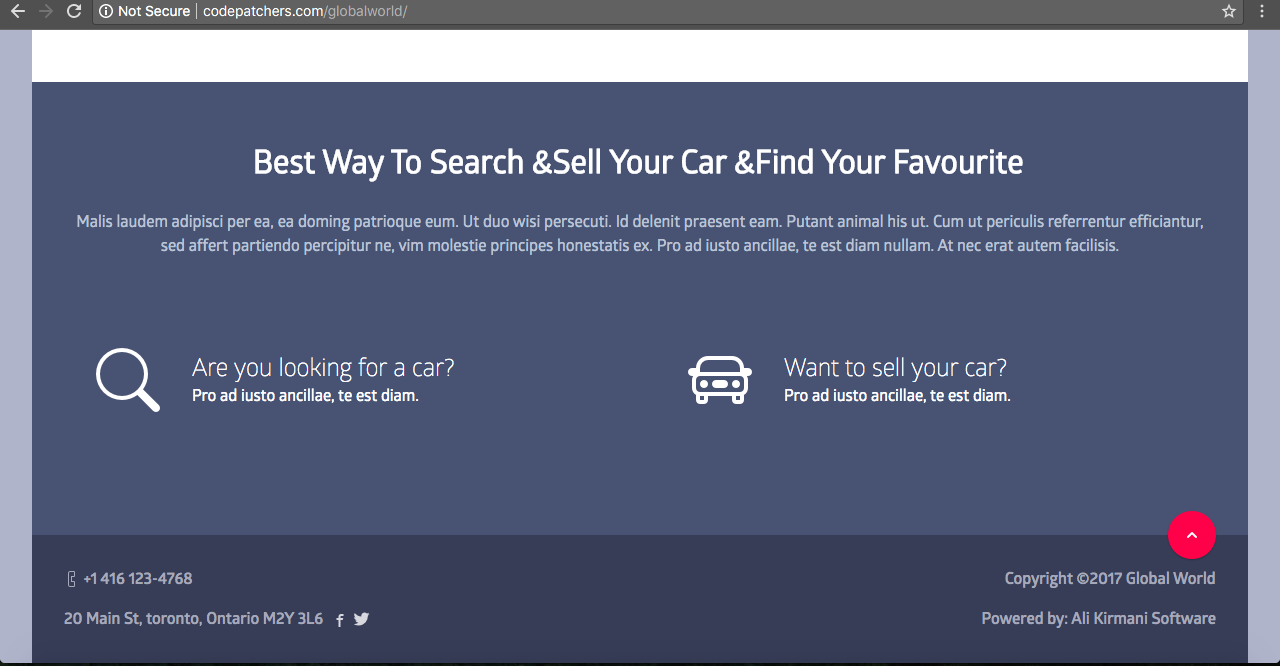 Not Secure | codepatchers.com/globalworld/
Best Way To Search &Sell Your Car &Find Your Favourite
Malis laudem adipisci per ea, ea doming patrioque eum. Ut duo wisi persecuti. Id delenit praesent eam. Putant animal his ut. Cum ut periculis referrentur efficiantur,
sed affert partiendo percipitur ne, vim molestie principes honestatis ex. Pro ad iusto ancillae, te est diam nullam. At nec erat autem facilisis.
Are you looking for a car?
Pro ad iusto ancillae, te est diam.
Want to sell your car?
Pro ad iusto ancillae, te est diam.
+1 416 123-4768
20 Main St, toronto, Ontario M2Y 3L6
Copyright ©2017 Global World
Powered by: Ali Kirmani Software